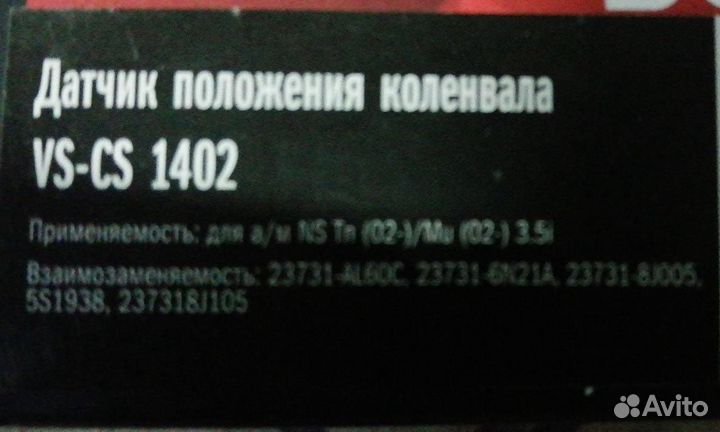 Датчик положения коленвала
VS-CS 1402
Применяемость: для а/м NS Tn (02-)/Mu (02-) 3.5i
Взаимозаменяемость: 23731-AL60C, 23731-6N21A, 23731-8J005,
5S1938, 237318J105
Avito